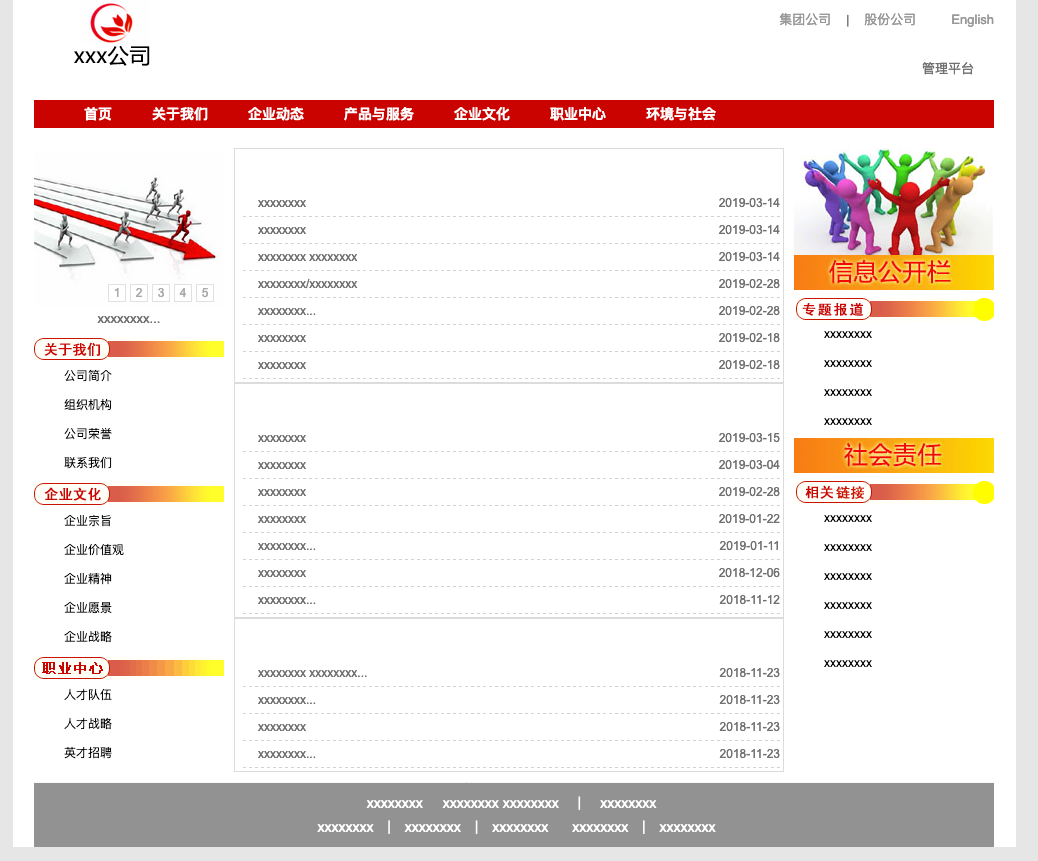 xxx公司
集团公司 | 股份公司 English
管理平台
首页 关于我们 企业动态 产品与服务 企业文化 职业中心 环境与社会
1 2 3 4 5
xxxxxxxx...
关于我们
公司简介
组织机构
公司荣誉
联系我们
企业文化
企业宗旨
企业价值观
企业精神
企业愿景
企业战略
职业中心
人才队伍
人才战略
英才招聘
xxxxxxxx 2019-03-14
xxxxxxxx 2019-03-14
xxxxxxxx xxxxxxxx 2019-03-14
xxxxxxxx/xxxxxxxx 2019-02-28
xxxxxxxx... 2019-02-28
xxxxxxxx 2019-02-18
xxxxxxxx 2019-02-18
xxxxxxxx 2019-03-15
xxxxxxxx 2019-03-04
xxxxxxxx 2019-02-28
xxxxxxxx 2019-01-22
xxxxxxxx... 2019-01-11
xxxxxxxx 2018-12-06
xxxxxxxx... 2018-11-12
xxxxxxxx xxxxxxxx... 2018-11-23
xxxxxxxx... 2018-11-23
xxxxxxxx 2018-11-23
xxxxxxxx... 2018-11-23
信息公开栏
专题报道
xxxxxxxx
xxxxxxxx
xxxxxxxx
xxxxxxxx
社会责任
相关链接
xxxxxxxx
xxxxxxxx
xxxxxxxx
xxxxxxxx
xxxxxxxx
xxxxxxxx
xxxxxxxx xxxxxxxx xxxxxxxx | xxxxxxxx
xxxxxxxx | xxxxxxxx | xxxxxxxx xxxxxxxx | xxxxxxxx